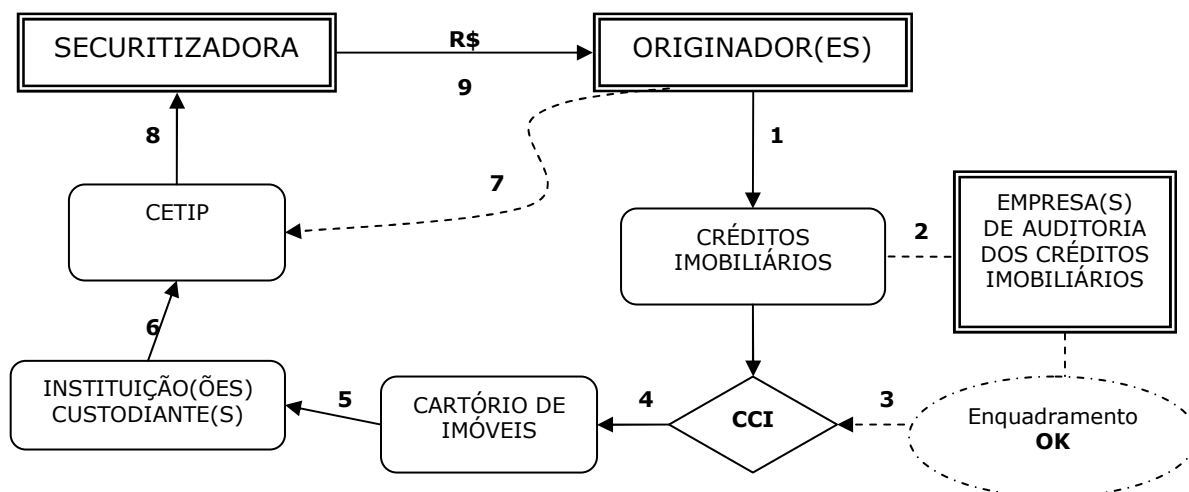 SECURITIZADORA
R$
ORIGINADOR(ES)
9
8
1
7
CETIP
CRÉDITOS
IMOBILIÁRIOS
2
EMPRESA(S)
DE AUDITORIA
DOS CRÉDITOS
IMOBILIÁRIOS
6
INSTITUIÇÃO(ÕES)
CUSTODIANTE(S)
5
CARTÓRIO DE
IMÓVEIS
4
CCI
3
Enquadramento
OK